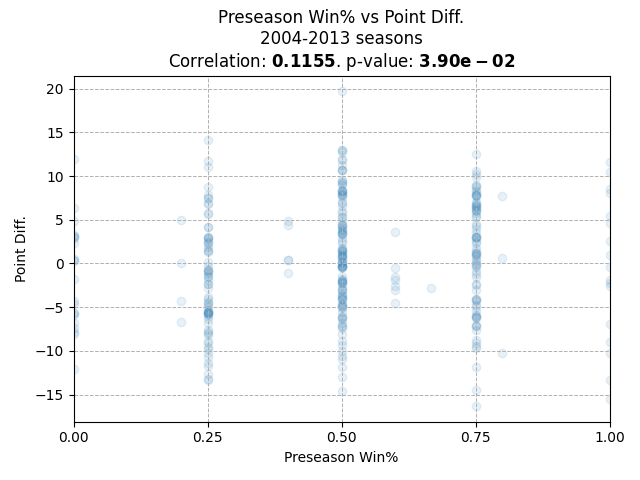 Preseason Win% vs Point Diff.
2004-2013 seasons
Correlation: 0.1155. p-value: 3.90e − 02
20
15
10
5
0
−5
−10
−15
Point Diff.
0.00 0.25 0.50 0.75 1.00
Preseason Win%